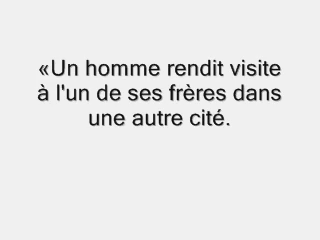 «Un homme rendit visite
à l'un de ses frères dans
une autre cité.